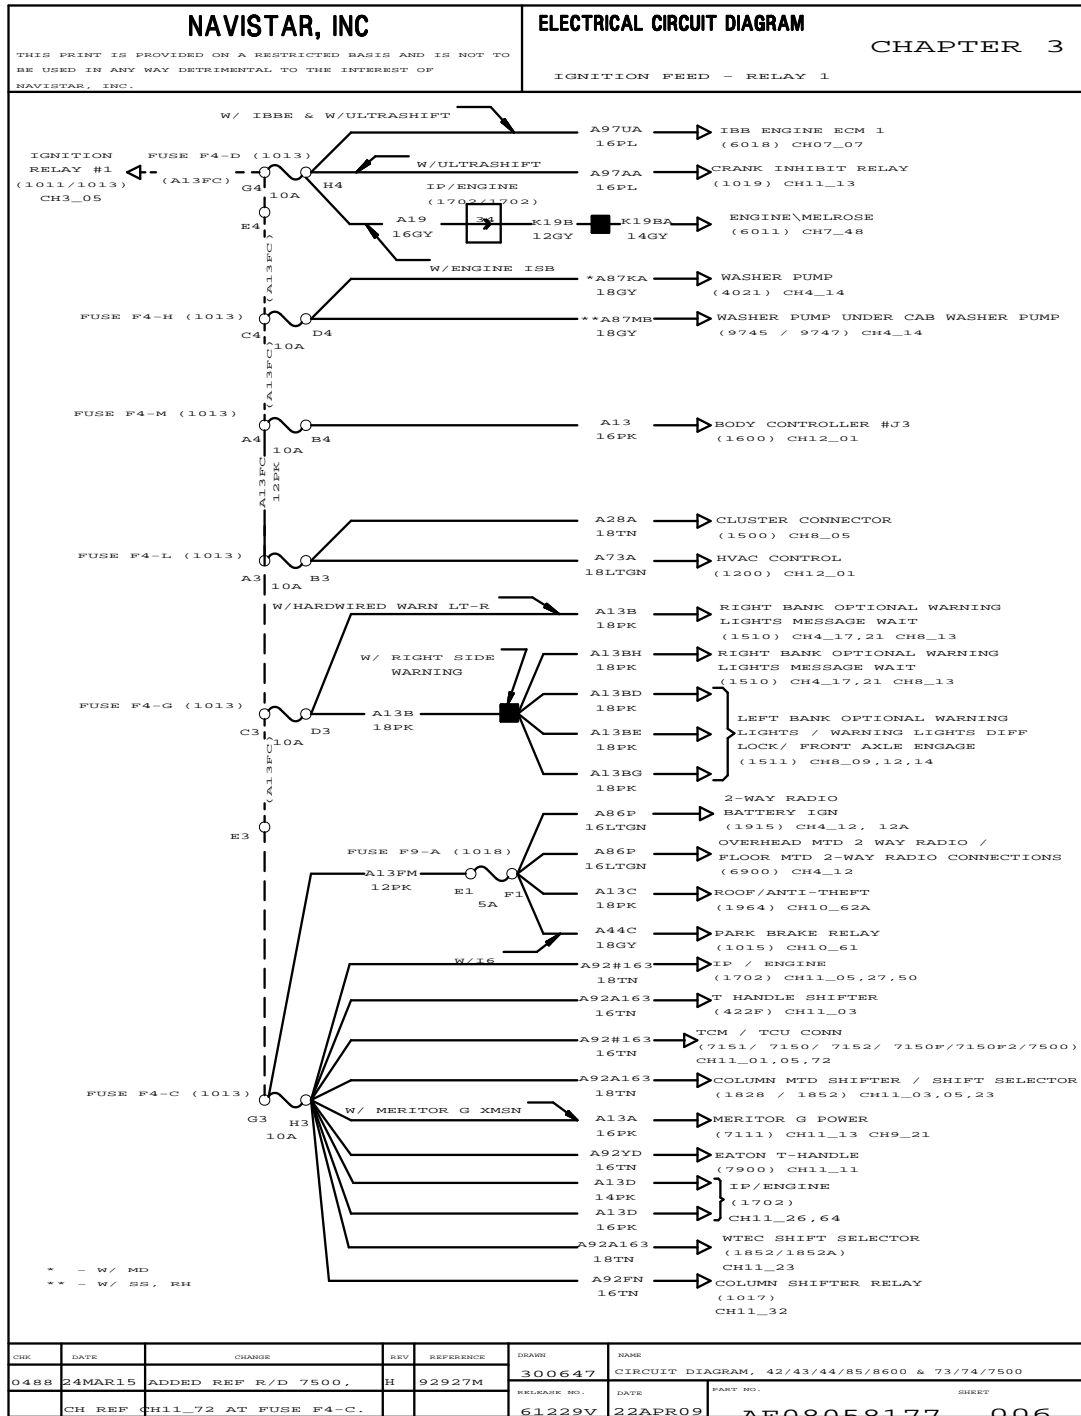 NAVISTAR, INC
THIS PRINT IS PROVIDED ON A RESTRICTED BASIS AND IS NOT TO
BE USED IN ANY WAY DETRIMENTAL TO THE INTEREST OF
NAVISTAR, INC.
ELECTRICAL CIRCUIT DIAGRAM
CHAPTER 3
IGNITION FEED - RELAY 1
W/ IBBE & W/ULTRASHIFT
A97UA
16PL
IBB ENGINE ECM 1
(6018) CH07_07
IGNITION
RELAY #1
(1011/1013)
CH3_05
(A13FC)
FUSE F4-D (1013)
G4
10A
H4
W/ULTRASHIFT
A97AA
16PL
CRANK INHIBIT RELAY
(1019) CH11_13
IP/ENGINE
(1702/1702)
E4
A19
16GY
34
K19B
12GY
K19BA
14GY
ENGINE\MELROSE
(6011) CH7_48
W/ENGINE ISB
(A13FC)
*A87KA
18GY
WASHER PUMP
(4021) CH4_14
FUSE F4-H (1013)
C4
10A
D4
**A87MB
18GY
WASHER PUMP UNDER CAB WASHER PUMP
(9745 / 9747) CH4_14
(A13FC)
FUSE F4-M (1013)
A4
10A
B4
A13
16PK
BODY CONTROLLER #J3
(1600) CH12_01
A13FC
12PK
A28A
18TN
CLUSTER CONNECTOR
(1500) CH8_05
FUSE F4-L (1013)
A3
10A
B3
A73A
18LTGN
HVAC CONTROL
(1200) CH12_01
W/HARDWIRED WARN LT-R
A13B
18PK
RIGHT BANK OPTIONAL WARNING
LIGHTS MESSAGE WAIT
(1510) CH4_17,21 CH8_13
W/ RIGHT SIDE
WARNING
A13BH
18PK
RIGHT BANK OPTIONAL WARNING
LIGHTS MESSAGE WAIT
(1510) CH4_17,21 CH8_13
FUSE F4-G (1013)
C3
10A
D3
A13B
18PK
A13BD
18PK
A13BE
18PK
A13BG
18PK
LEFT BANK OPTIONAL WARNING
LIGHTS / WARNING LIGHTS DIFF
LOCK/ FRONT AXLE ENGAGE
(1511) CH8_09,12,14
(A13FC)
E3
A86P
16LTGN
2-WAY RADIO
BATTERY IGN
(1915) CH4_12, 12A
FUSE F9-A (1018)
A13FM
12PK
E1
5A
F1
A86P
16LTGN
OVERHEAD MTD 2 WAY RADIO /
FLOOR MTD 2-WAY RADIO CONNECTIONS
(6900) CH4_12
A13C
18PK
ROOF/ANTI-THEFT
(1964) CH10_62A
A44C
18GY
PARK BRAKE RELAY
(1015) CH10_61
W/I6
A92#163
18TN
IP / ENGINE
(1702) CH11_05,27,50
A92A163
16TN
T HANDLE SHIFTER
(422F) CH11_03
A92#163
16TN
TCM / TCU CONN
(7151/ 7150/ 7152/ 7150F/7150F2/7500)
CH11_01,05,72
FUSE F4-C (1013)
G3
10A
H3
A92A163
18TN
COLUMN MTD SHIFTER / SHIFT SELECTOR
(1828 / 1852) CH11_03,05,23
W/ MERITOR G XMSN
A13A
16PK
MERITOR G POWER
(7111) CH11_13 CH9_21
A92YD
16TN
EATON T-HANDLE
(7900) CH11_11
A13D
14PK
A13D
16PK
IP/ENGINE
(1702)
CH11_26,64
A92A163
18TN
WTEC SHIFT SELECTOR
(1852/1852A)
CH11_23
A92FN
16TN
COLUMN SHIFTER RELAY
(1017)
CH11_32
* - W/ MD
** - W/ SS, RH
CHK DATE CHANGE REV REFERENCE
0488 24MAR15 ADDED REF R/D 7500, H 92927M
CH REF CH11_72 AT FUSE F4-C.
DRAWN
300647
NAME
CIRCUIT DIAGRAM, 42/43/44/85/8600 & 73/74/7500
RELEASE NO.
61229V
DATE
22APR09
PART NO.
AF08058177
SHEET
006